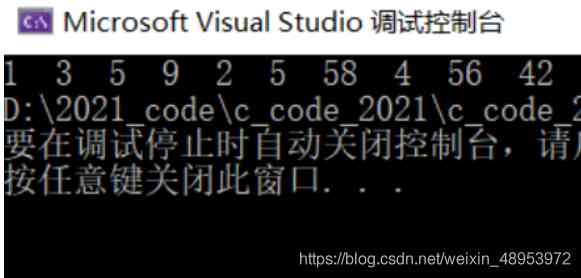 C:\ Microsoft Visual Studio 调试控制台
1 3 5 9 2 5 58 4 56 42
D:\2021_code\c_code_2021\c_code_2
要在调试停止时自动关闭控制台，请
按任意键关闭此窗口. . .
https://blog.csdn.net/weixin_48953972